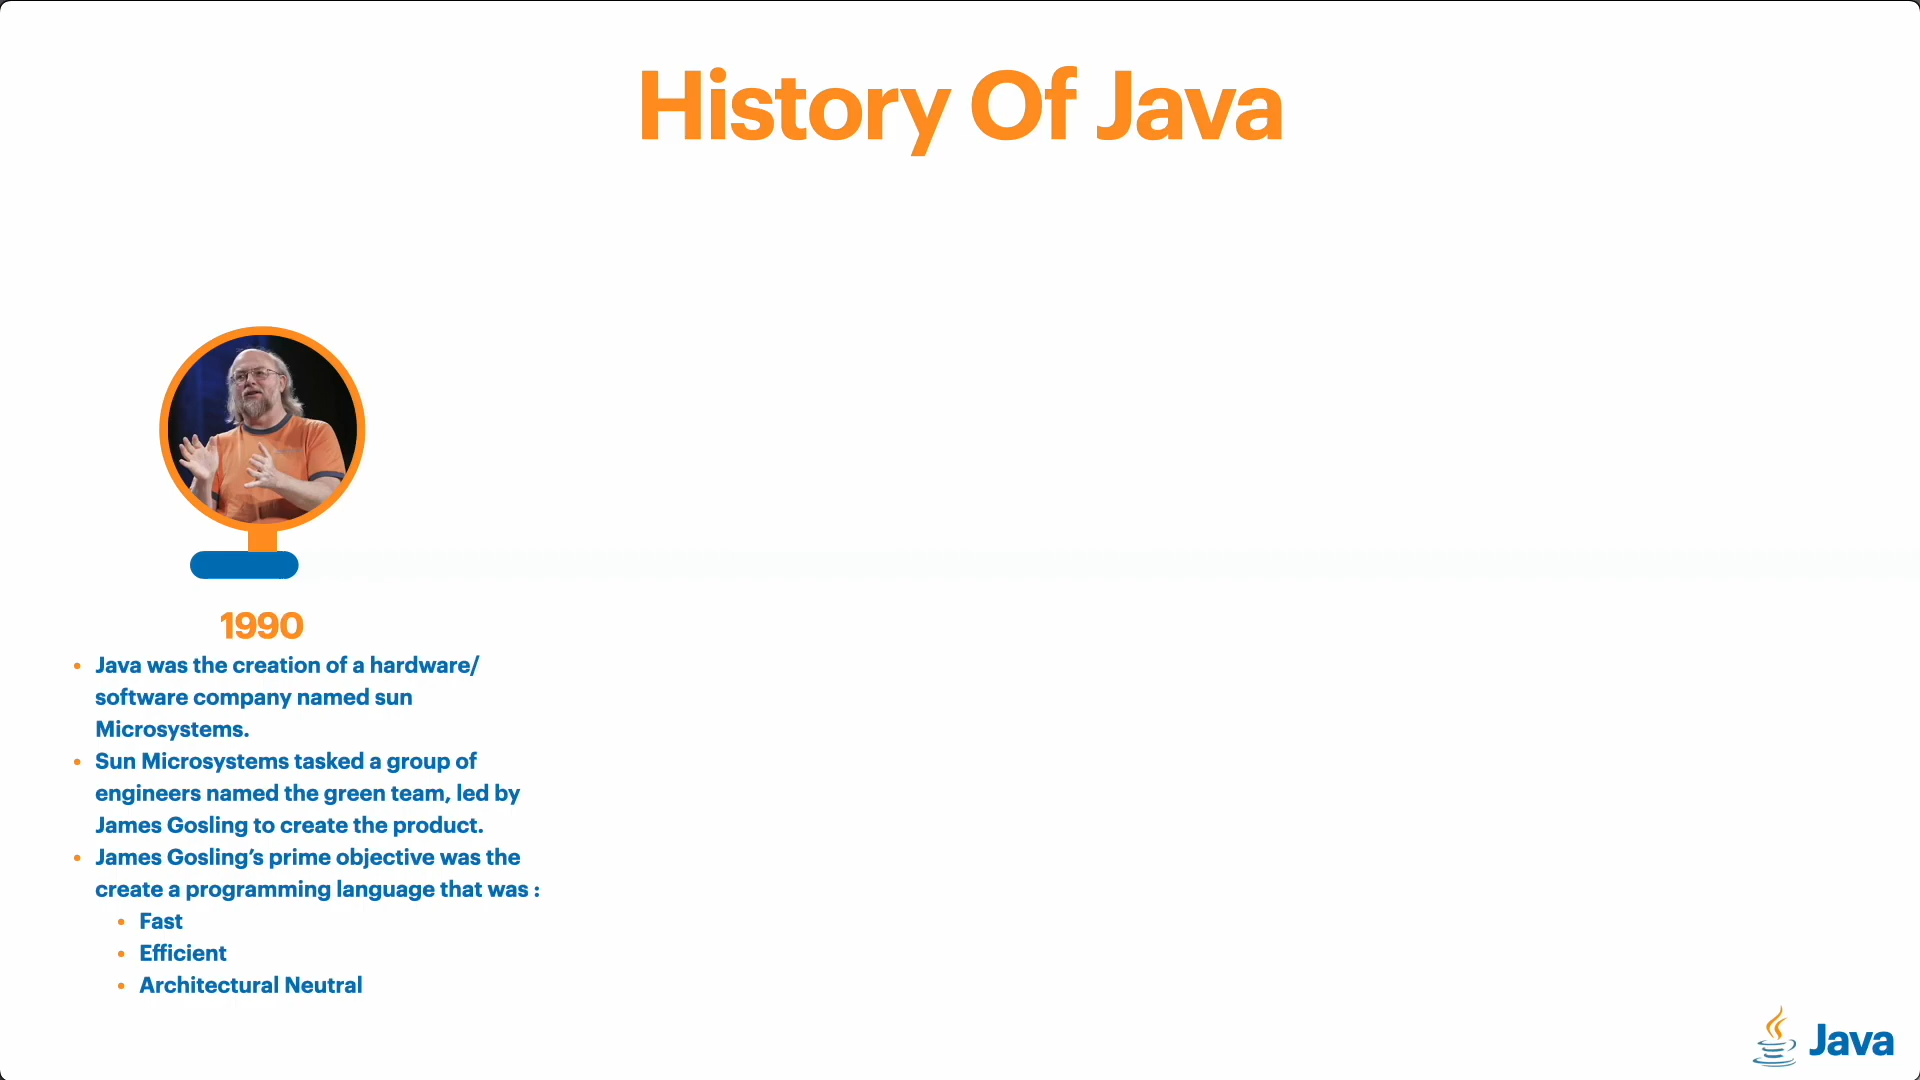 History Of Java
1990
• Java was the creation of a hardware/
software company named sun
Microsystems.
• Sun Microsystems tasked a group of
engineers named the green team, led by
James Gosling to create the product.
• James Gosling’s prime objective was the
create a programming language that was :
• Fast
• Efficient
• Architectural Neutral
Java